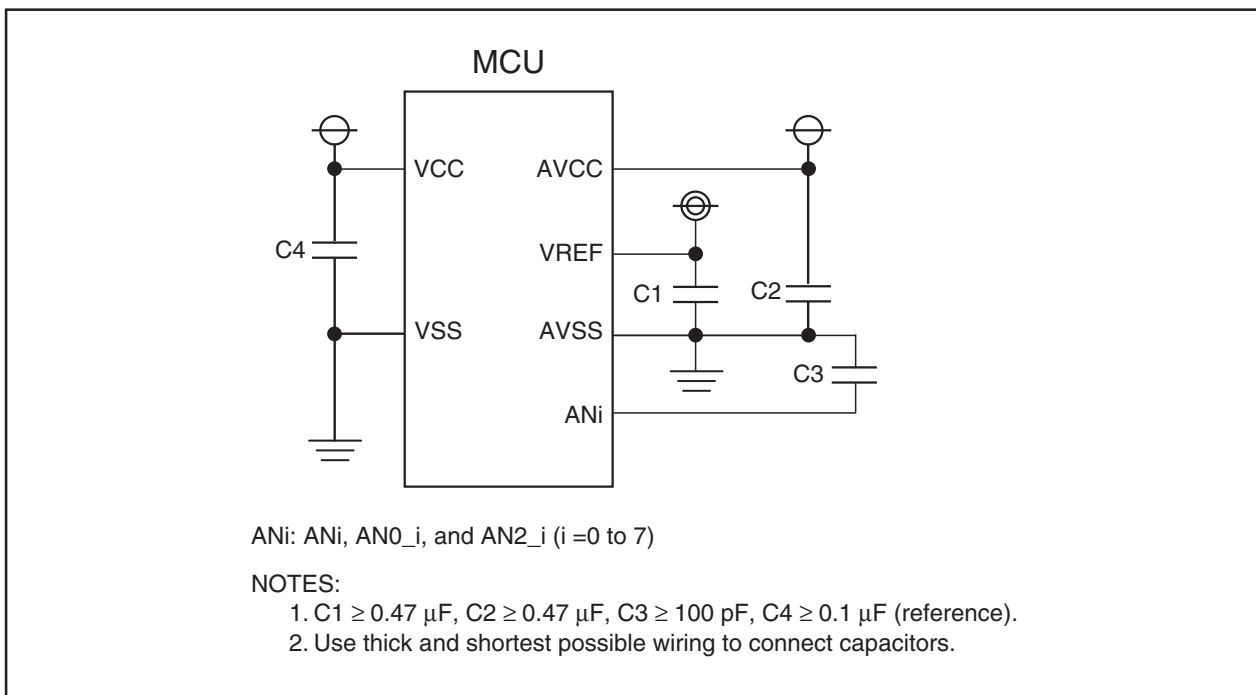 MCU
VCC
AVCC
VREF
C4
C1
C2
VSS
AVSS
C3
ANi
ANi: ANi, AN0_i, and AN2_i (i =0 to 7)
NOTES:
1. C1 ≥ 0.47 µF, C2 ≥ 0.47 µF, C3 ≥ 100 pF, C4 ≥ 0.1 µF (reference).
2. Use thick and shortest possible wiring to connect capacitors.